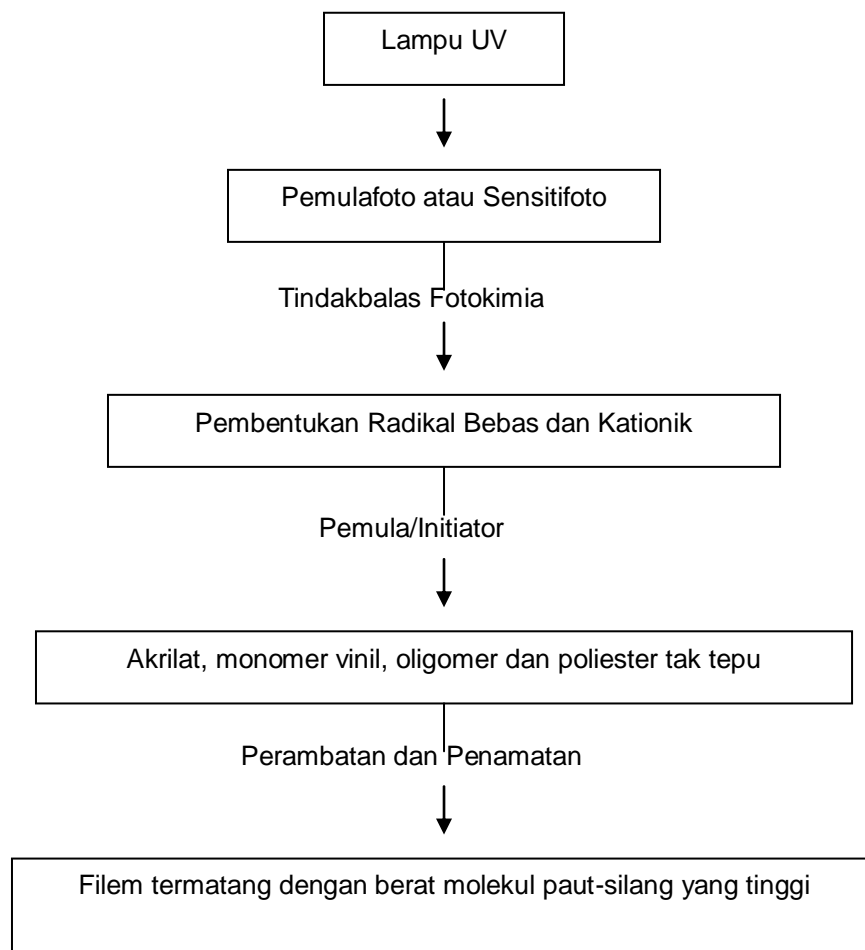 Lampu UV
Pemulafoto atau Sensitifoto
Tindakbalas Fotokimia
Pembentukan Radikal Bebas dan Kationik
Pemula/Initiator
Akrilat, monomer vinil, oligomer dan poliester tak tepu
Perambatan dan Penamatan
Filem termatang dengan berat molekul paut-silang yang tinggi